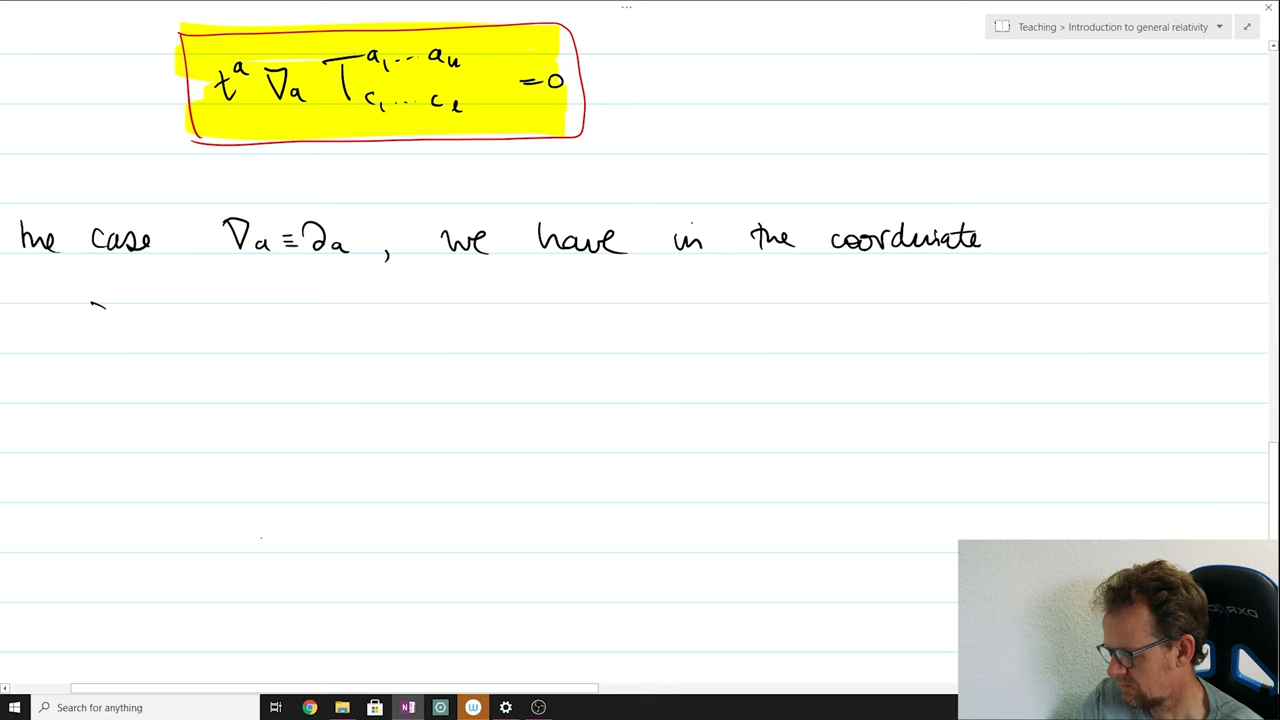 Teaching > Introduction to general relativity
t^a ∇_a T^{a_1 ... a_k}_{c_1 ... c_l} = 0
the case ∇_a ≡ ∂_a , we have in the coordinate
Search for anything